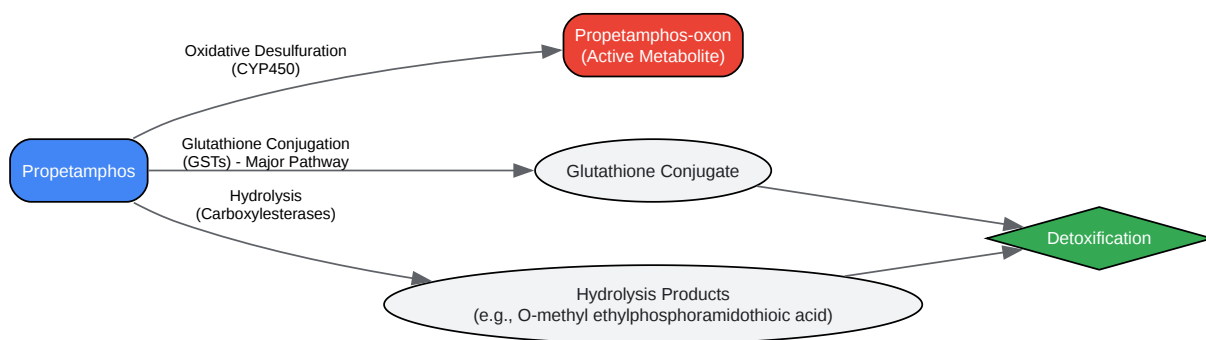 Oxidative Desulfuration
(CYP450)
Propetamphos-oxon
(Active Metabolite)
Propetamphos
Glutathione Conjugation
(GSTs) - Major Pathway
Glutathione Conjugate
Hydrolysis
(Carboxylesterases)
Detoxification
Hydrolysis Products
(e.g., O-methyl ethylphosphoramidothioic acid)